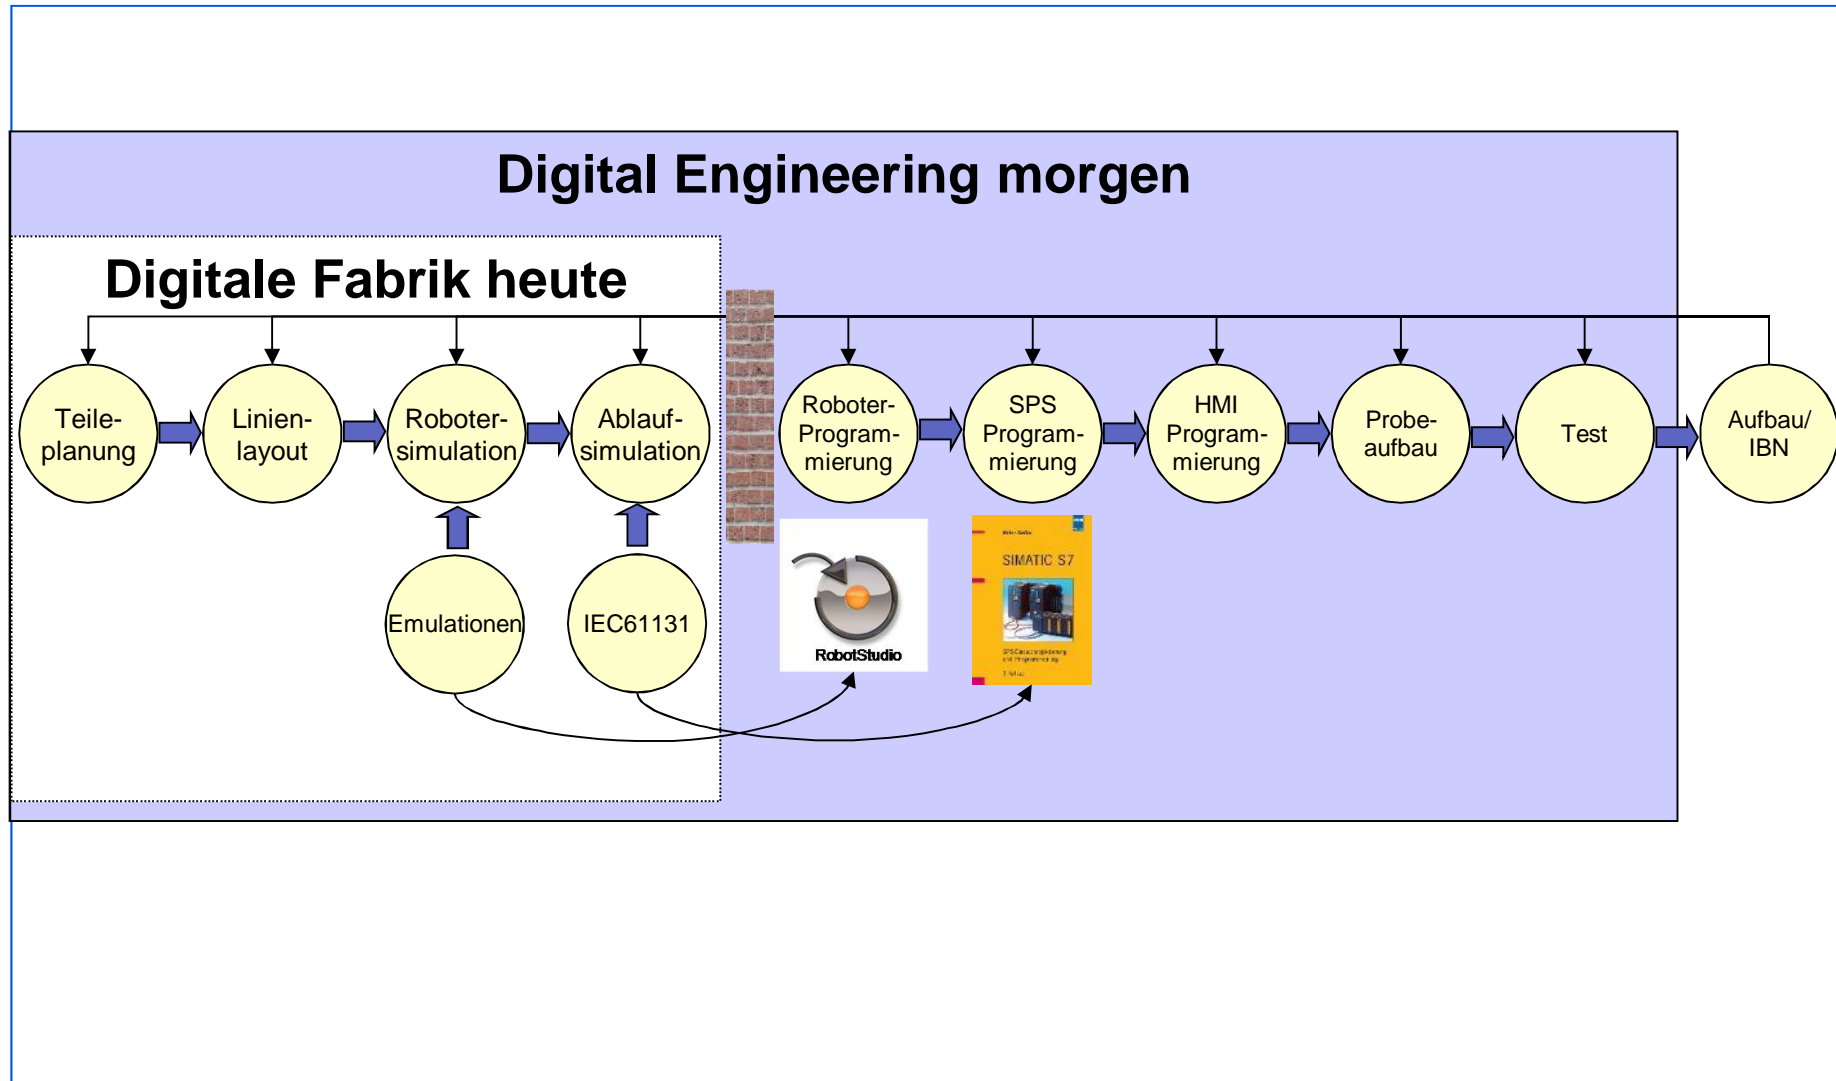 Digital Engineering morgen
Digitale Fabrik heute
Teile-
planung
Linien-
layout
Roboter-
simulation
Ablauf-
simulation
Roboter-
Program-
mierung
SPS
Program-
mierung
HMI
Program-
mierung
Probe-
aufbau
Test
Aufbau/
IBN
Emulationen
IEC61131
RobotStudio
SIMATIC S7